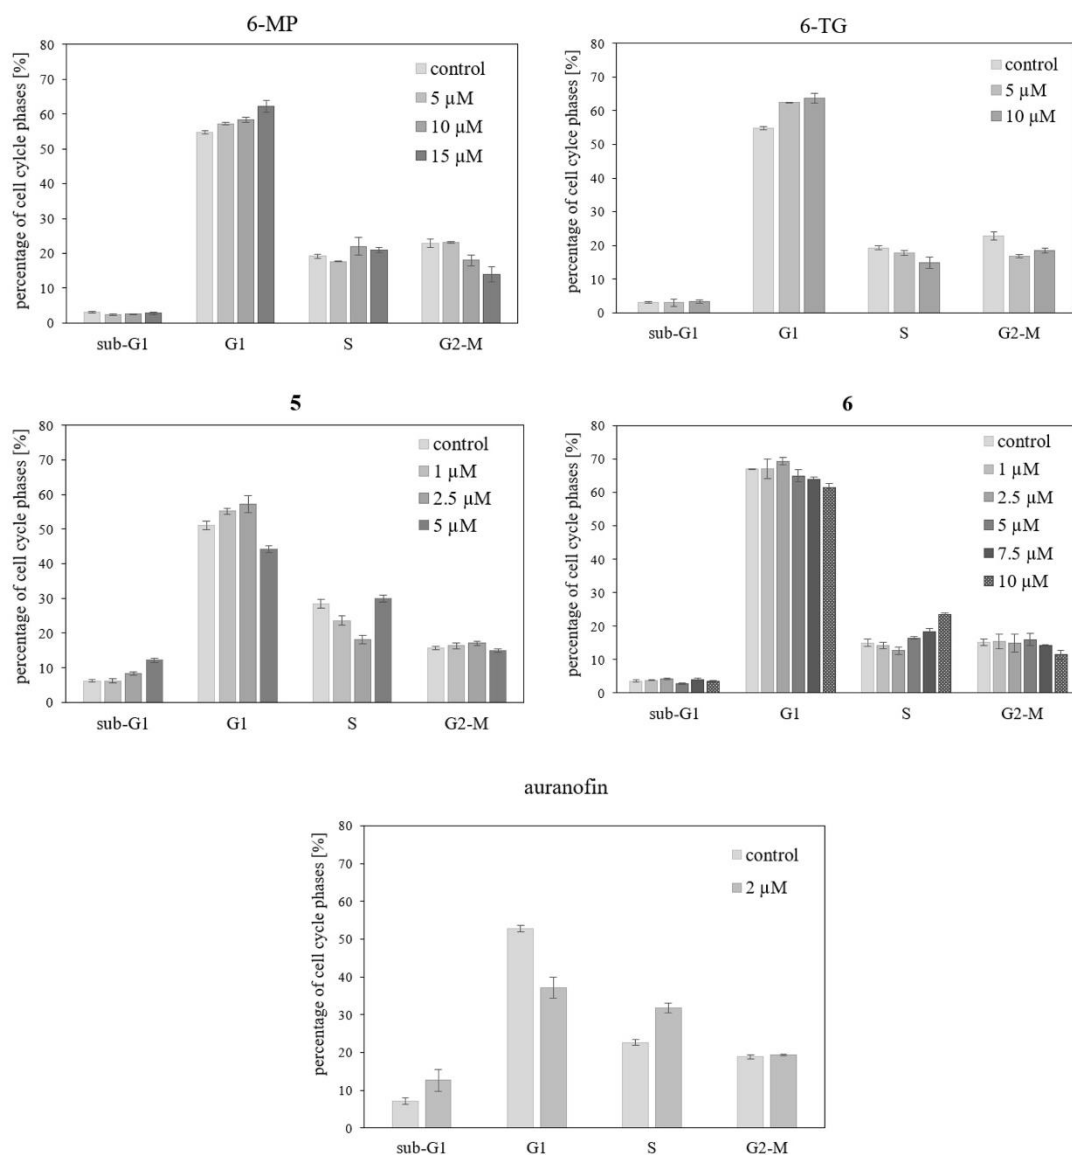 6-MP
percentage of cell cylcle phases [%]
80
70
60
50
40
30
20
10
0
control
5 µM
10 µM
15 µM
sub-G1 G1 S G2-M
6-TG
percentage of cell cylce phases [%]
80
70
60
50
40
30
20
10
0
control
5 µM
10 µM
sub-G1 G1 S G2-M
5
percentage of cell cycle phases [%]
80
70
60
50
40
30
20
10
0
control
1 µM
2.5 µM
5 µM
sub-G1 G1 S G2-M
6
percentage of cell cycle phases [%]
80
70
60
50
40
30
20
10
0
control
1 µM
2.5 µM
5 µM
7.5 µM
10 µM
sub-G1 G1 S G2-M
auranofin
percentage of cell cycle phases [%]
80
70
60
50
40
30
20
10
0
control
2 µM
sub-G1 G1 S G2-M